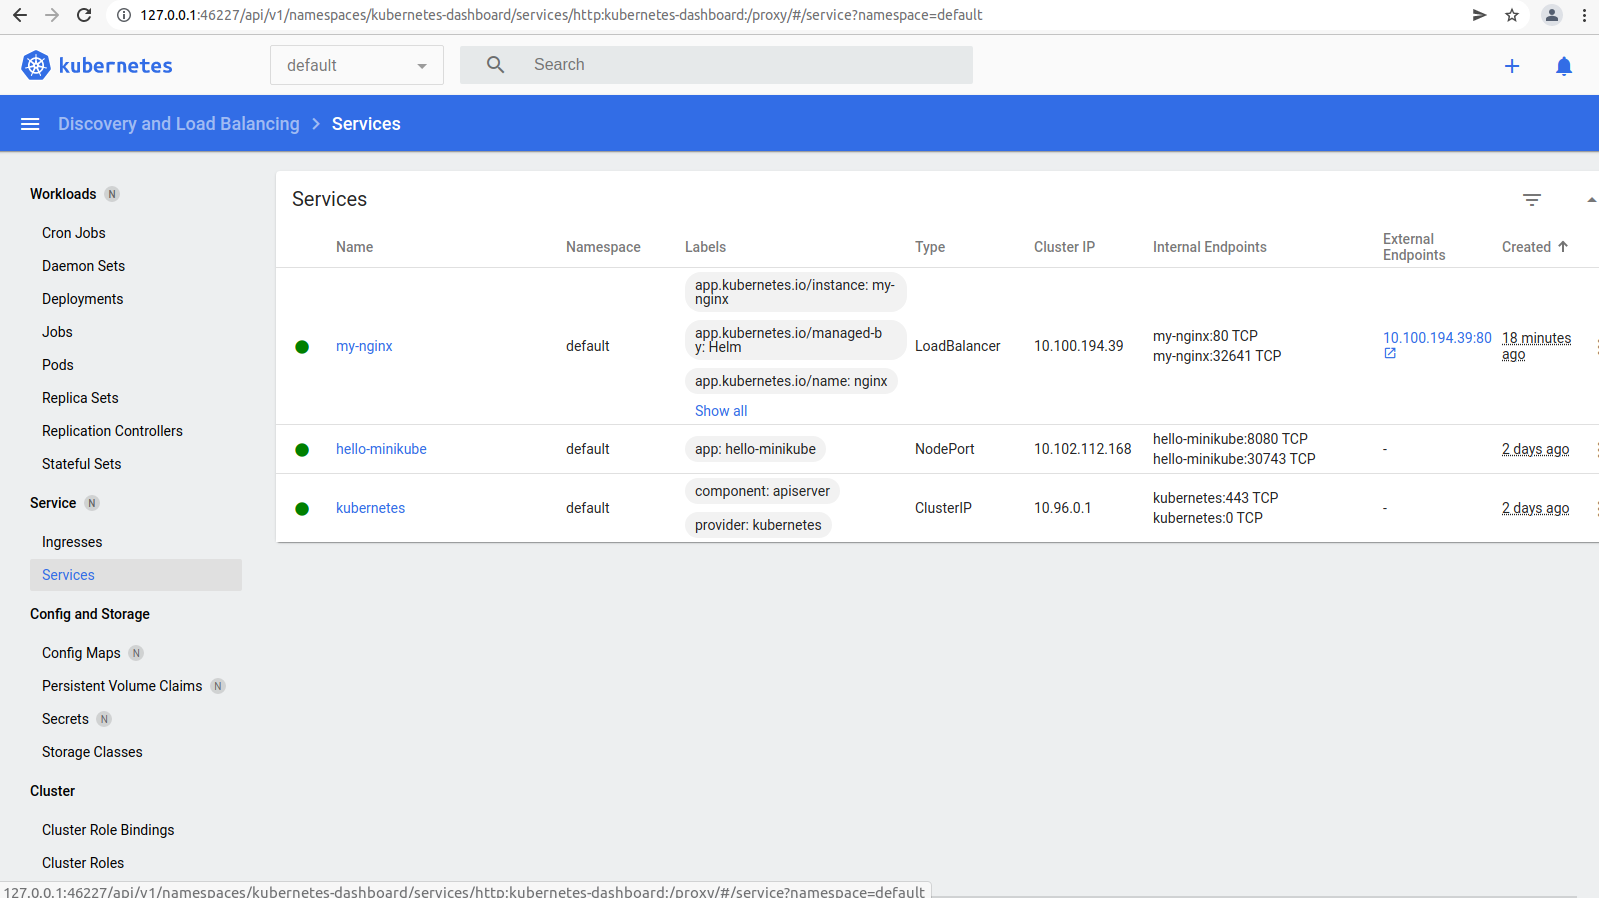 127.0.0.1:46227/api/v1/namespaces/kubernetes-dashboard/services/http:kubernetes-dashboard:/proxy/#/service?namespace=default
kubernetes
default
Search
Discovery and Load Balancing
Services
Workloads N
Cron Jobs
Daemon Sets
Deployments
Jobs
Pods
Replica Sets
Replication Controllers
Stateful Sets
Service N
Ingresses
Services
Config and Storage
Config Maps N
Persistent Volume Claims N
Secrets N
Storage Classes
Cluster
Cluster Role Bindings
Cluster Roles
Services
Name
Namespace
Labels
Type
Cluster IP
Internal Endpoints
External
Endpoints
Created
my-nginx
default
app.kubernetes.io/instance: my-
nginx
app.kubernetes.io/managed-b
y: Helm
app.kubernetes.io/name: nginx
Show all
LoadBalancer
10.100.194.39
my-nginx:80 TCP
my-nginx:32641 TCP
10.100.194.39:80
18 minutes
ago
hello-minikube
default
app: hello-minikube
NodePort
10.102.112.168
hello-minikube:8080 TCP
hello-minikube:30743 TCP
-
2 days ago
kubernetes
default
component: apiserver
provider: kubernetes
ClusterIP
10.96.0.1
kubernetes:443 TCP
kubernetes:0 TCP
-
2 days ago
127.0.0.1:46227/api/v1/namespaces/kubernetes-dashboard/services/http:kubernetes-dashboard:/proxy/#/service?namespace=default